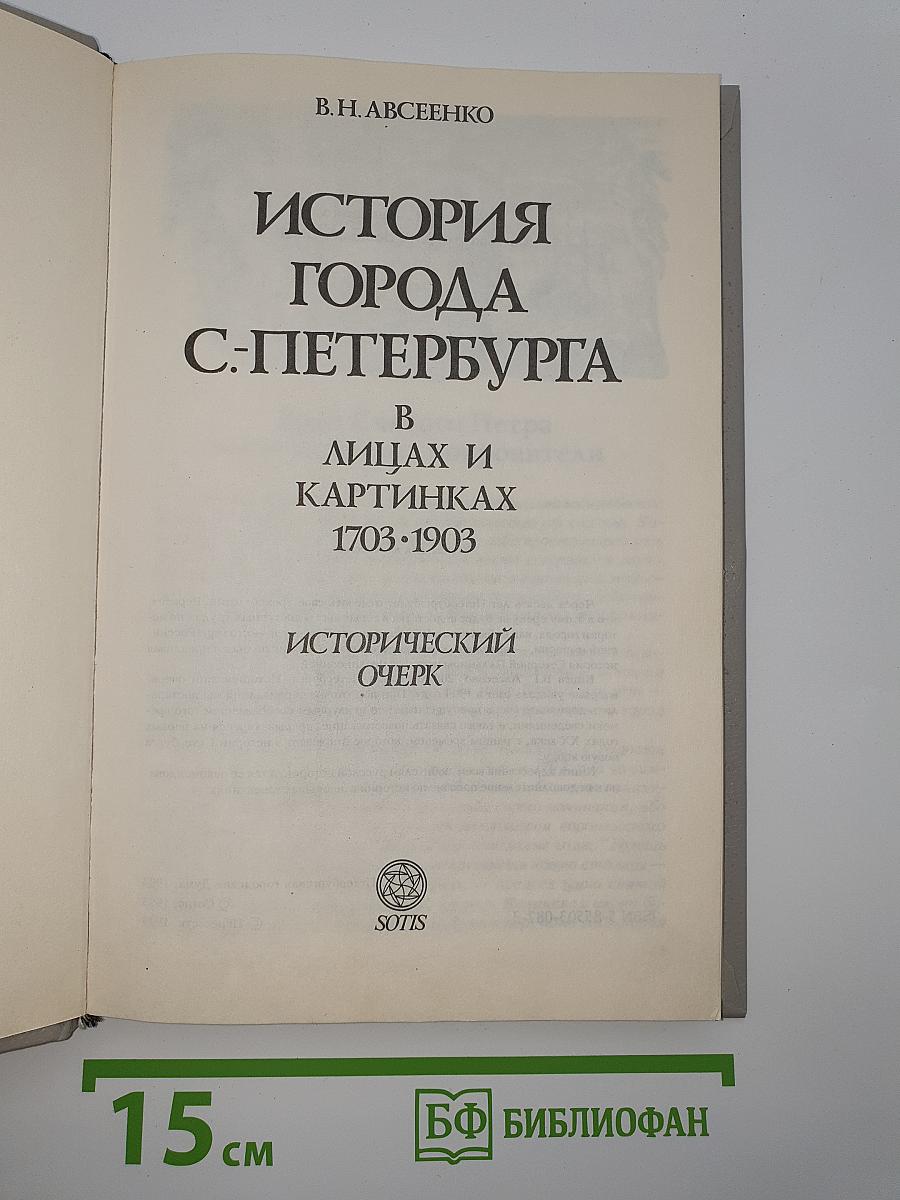 В.Н.АВСЕЕНКО
ИСТОРИЯ
ГОРОДА
С.-ПЕТЕРБУРГА
В
ЛИЦАХ И
КАРТИНКАХ
1703·1903
ИСТОРИЧЕСКИЙ
ОЧЕРК
SOTIS
15 см
БФ БИБЛИОФАН